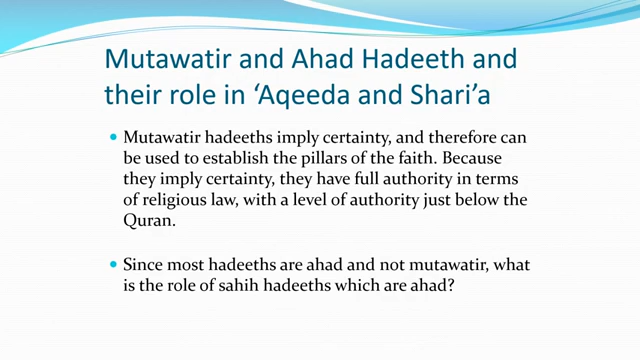 Mutawatir and Ahad Hadeeth and
their role in ‘Aqeeda and Shari’a
• Mutawatir hadeeths imply certainty, and therefore can
be used to establish the pillars of the faith. Because
they imply certainty, they have full authority in terms
of religious law, with a level of authority just below the
Quran.
• Since most hadeeths are ahad and not mutawatir, what
is the role of sahih hadeeths which are ahad?